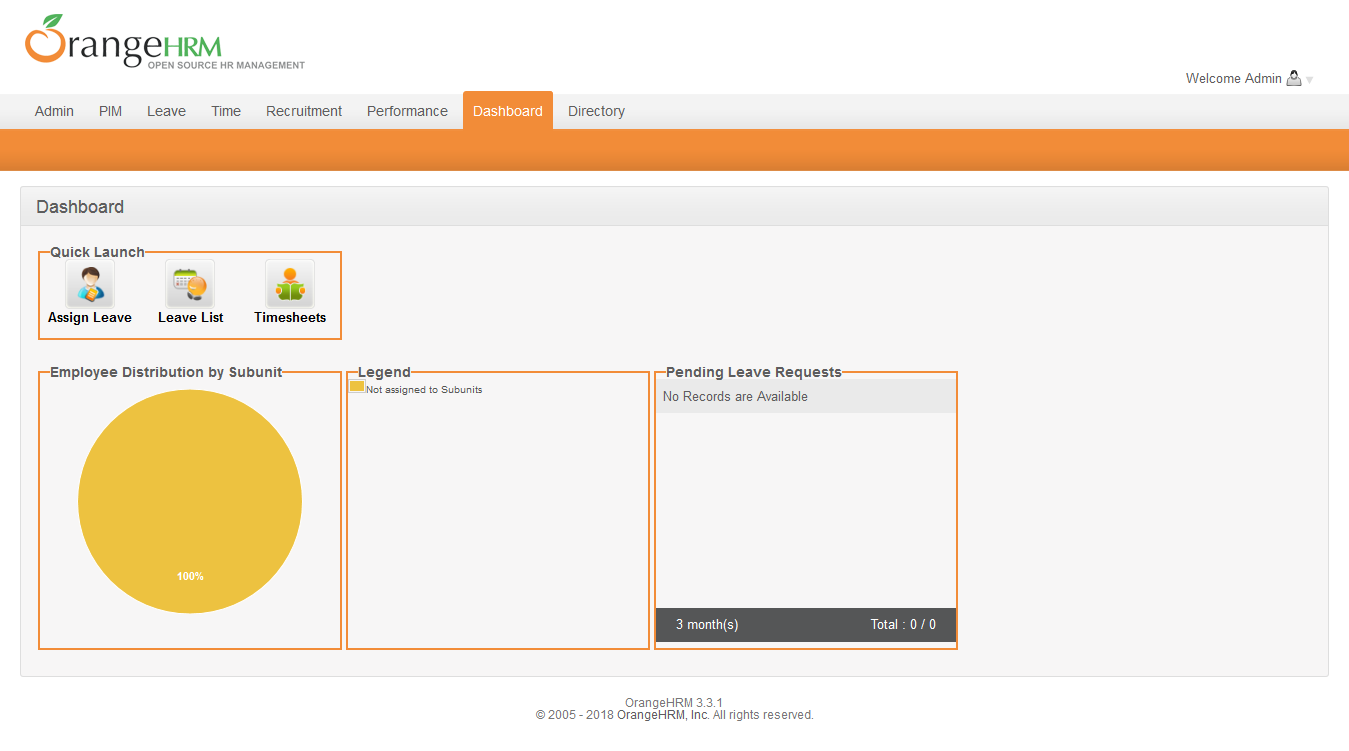 OrangeHRM
OPEN SOURCE HR MANAGEMENT
Welcome Admin
Admin PIM Leave Time Recruitment Performance Dashboard Directory
Dashboard
Quick Launch
Assign Leave Leave List Timesheets
Employee Distribution by Subunit
100%
Legend
Not assigned to Subunits
Pending Leave Requests
No Records are Available
3 month(s) Total : 0 / 0
OrangeHRM 3.3.1
© 2005 - 2018 OrangeHRM, Inc. All rights reserved.